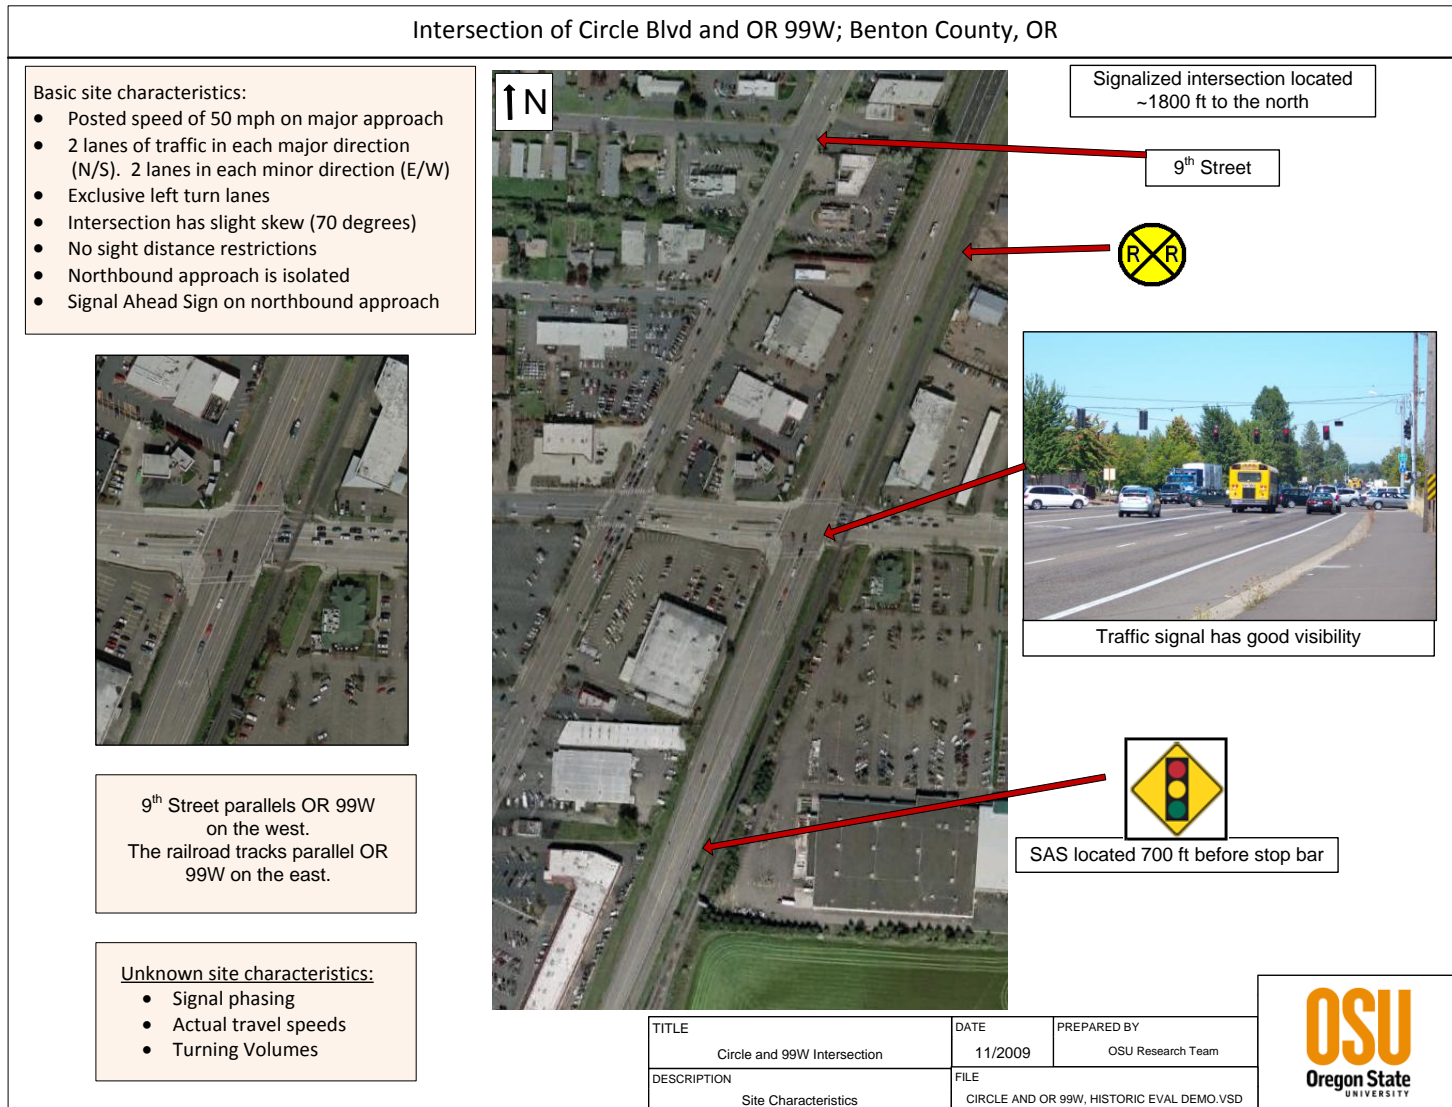 Intersection of Circle Blvd and OR 99W; Benton County, OR
Basic site characteristics:
• Posted speed of 50 mph on major approach
• 2 lanes of traffic in each major direction
(N/S). 2 lanes in each minor direction (E/W)
• Exclusive left turn lanes
• Intersection has slight skew (70 degrees)
• No sight distance restrictions
• Northbound approach is isolated
• Signal Ahead Sign on northbound approach
N
Signalized intersection located
~1800 ft to the north
9th Street
R R
Traffic signal has good visibility
SAS located 700 ft before stop bar
9th Street parallels OR 99W
on the west.
The railroad tracks parallel OR
99W on the east.
Unknown site characteristics:
• Signal phasing
• Actual travel speeds
• Turning Volumes
TITLE
Circle and 99W Intersection
DATE
11/2009
PREPARED BY
OSU Research Team
DESCRIPTION
Site Characteristics
FILE
CIRCLE AND OR 99W, HISTORIC EVAL DEMO.VSD
OSU
Oregon State
UNIVERSITY